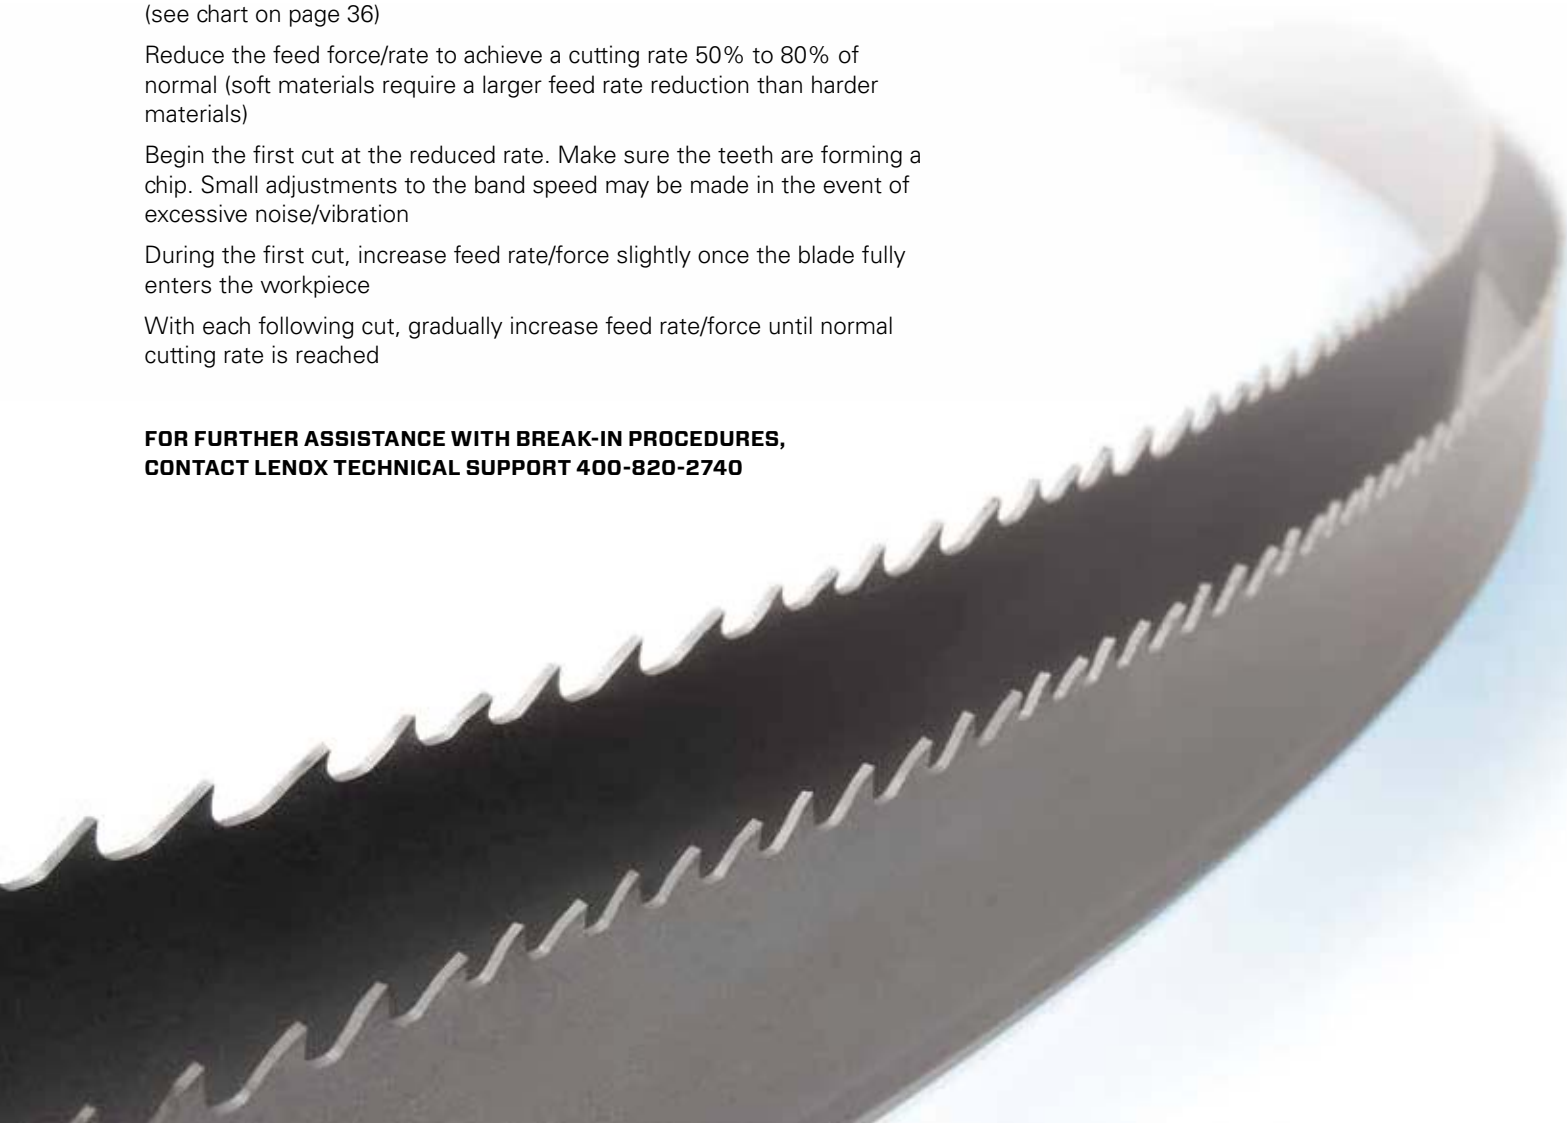 (see chart on page 36)
Reduce the feed force/rate to achieve a cutting rate 50% to 80% of
normal (soft materials require a larger feed rate reduction than harder
materials)
Begin the first cut at the reduced rate. Make sure the teeth are forming a
chip. Small adjustments to the band speed may be made in the event of
excessive noise/vibration
During the first cut, increase feed rate/force slightly once the blade fully
enters the workpiece
With each following cut, gradually increase feed rate/force until normal
cutting rate is reached
FOR FURTHER ASSISTANCE WITH BREAK-IN PROCEDURES,
CONTACT LENOX TECHNICAL SUPPORT 400-820-2740